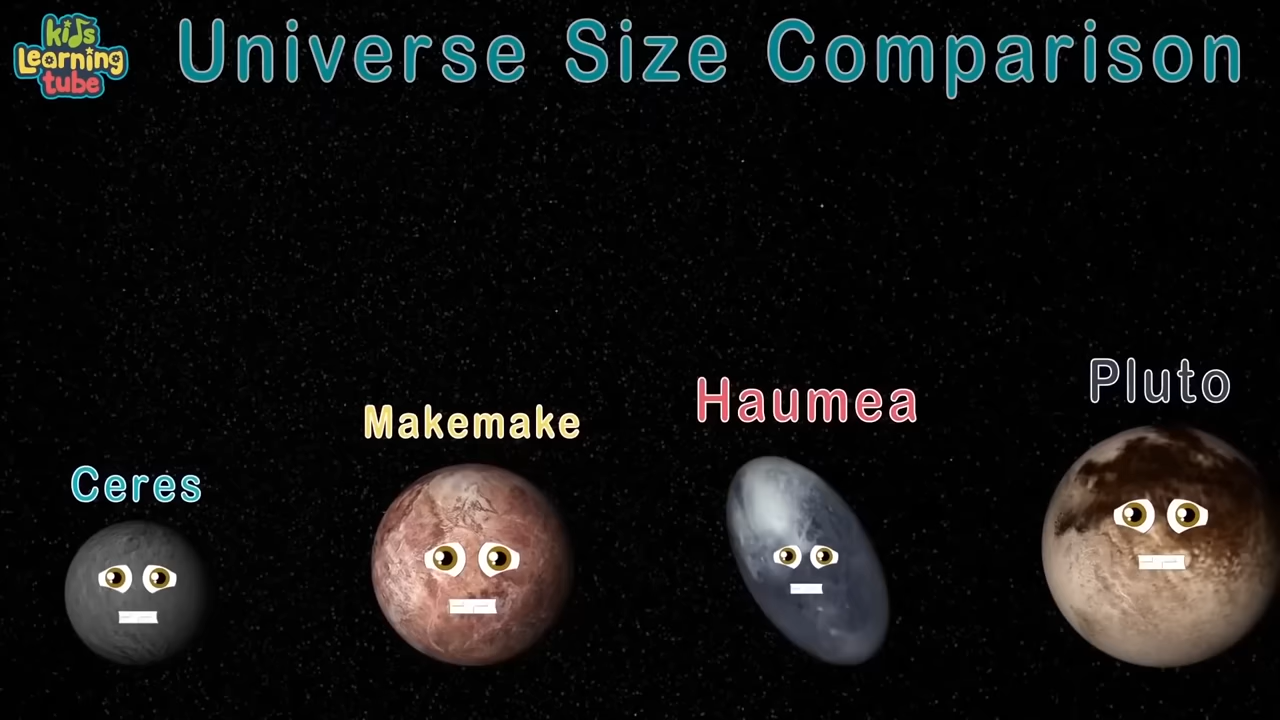 kids
Learning
tube
Universe Size Comparison
Ceres
Makemake
Haumea
Pluto